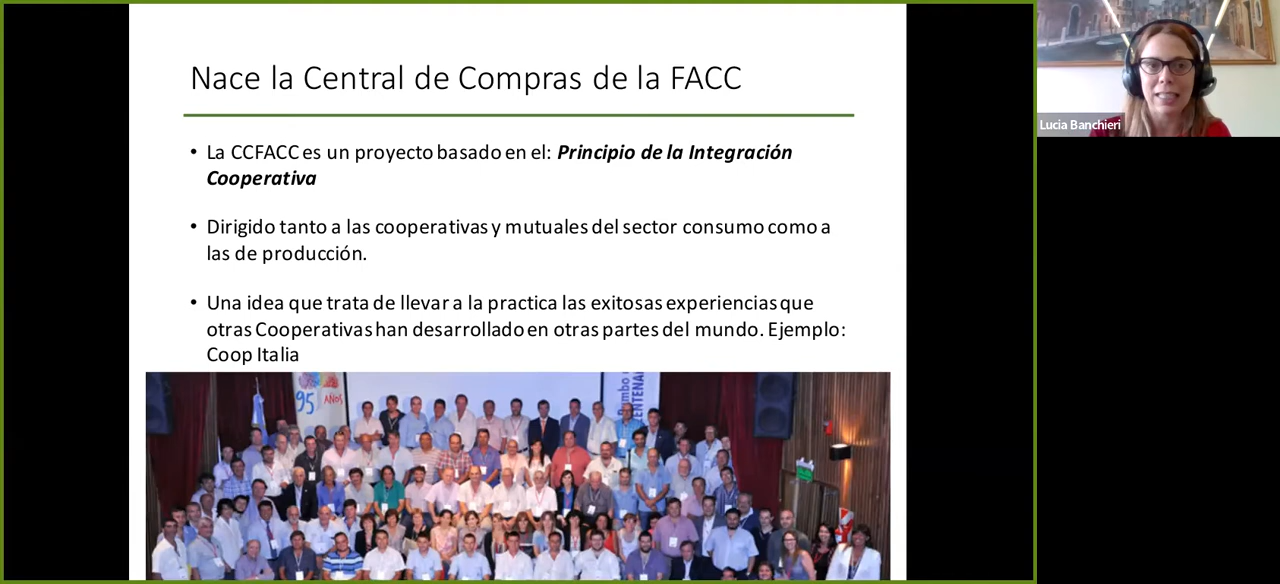 Nace la Central de Compras de la FACC
• La CCFACC es un proyecto basado en el: Principio de la Integración
Cooperativa
• Dirigido tanto a las cooperativas y mutuales del sector consumo como a
las de producción.
• Una idea que trata de llevar a la practica las exitosas experiencias que
otras Cooperativas han desarrollado en otras partes del mundo. Ejemplo:
Coop Italia
95 AÑOS
Lucia Banchieri